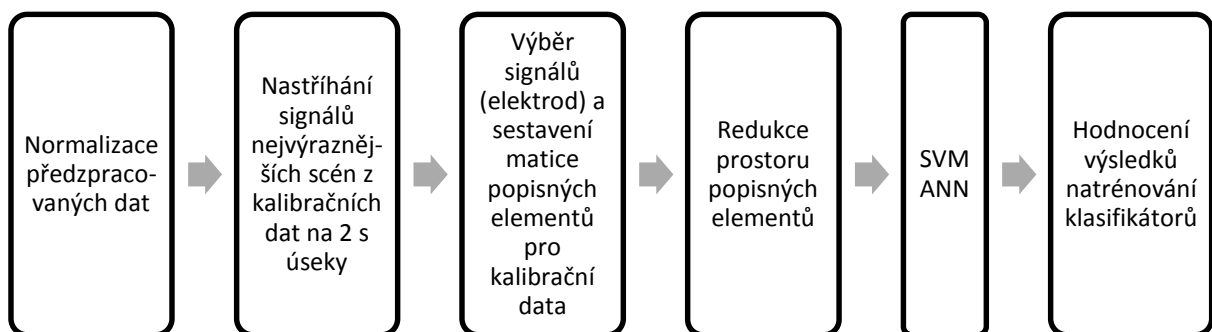 Normalizace
předzpraco-
vaných dat
Nastříhání
signálů
nejvýrazněj-
ších scén z
kalibračních
dat na 2 s
úseky
Výběr
signálů
(elektrod) a
sestavení
matice
popisných
elementů
pro
kalibrační
data
Redukce
prostoru
popisných
elementů
SVM
ANN
Hodnocení
výsledků
natrénování
klasifikátorů